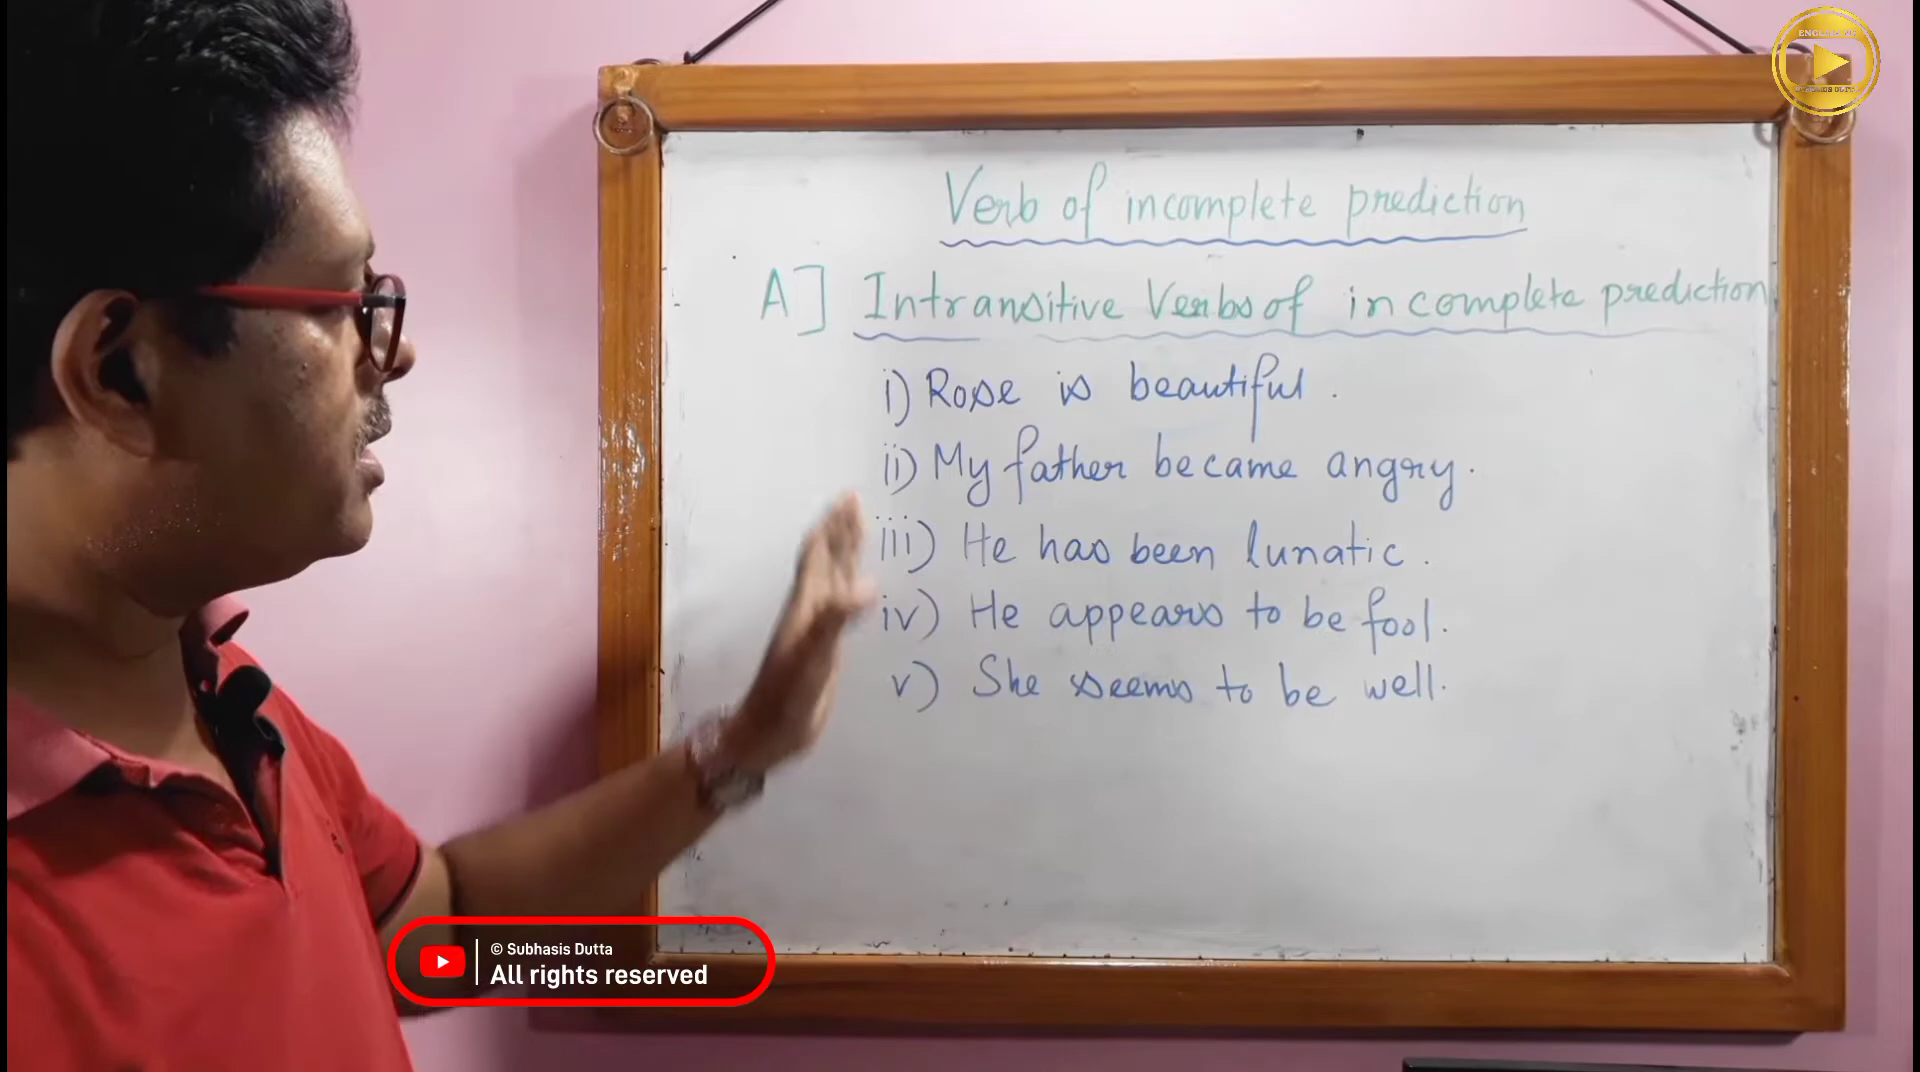 Verb of incomplete prediction
A] Intransitive Verbs of incomplete prediction
i) Rose is beautiful.
ii) My father became angry.
iii) He has been lunatic.
iv) He appears to be fool.
v) She seems to be well.
© Subhasis Dutta
All rights reserved